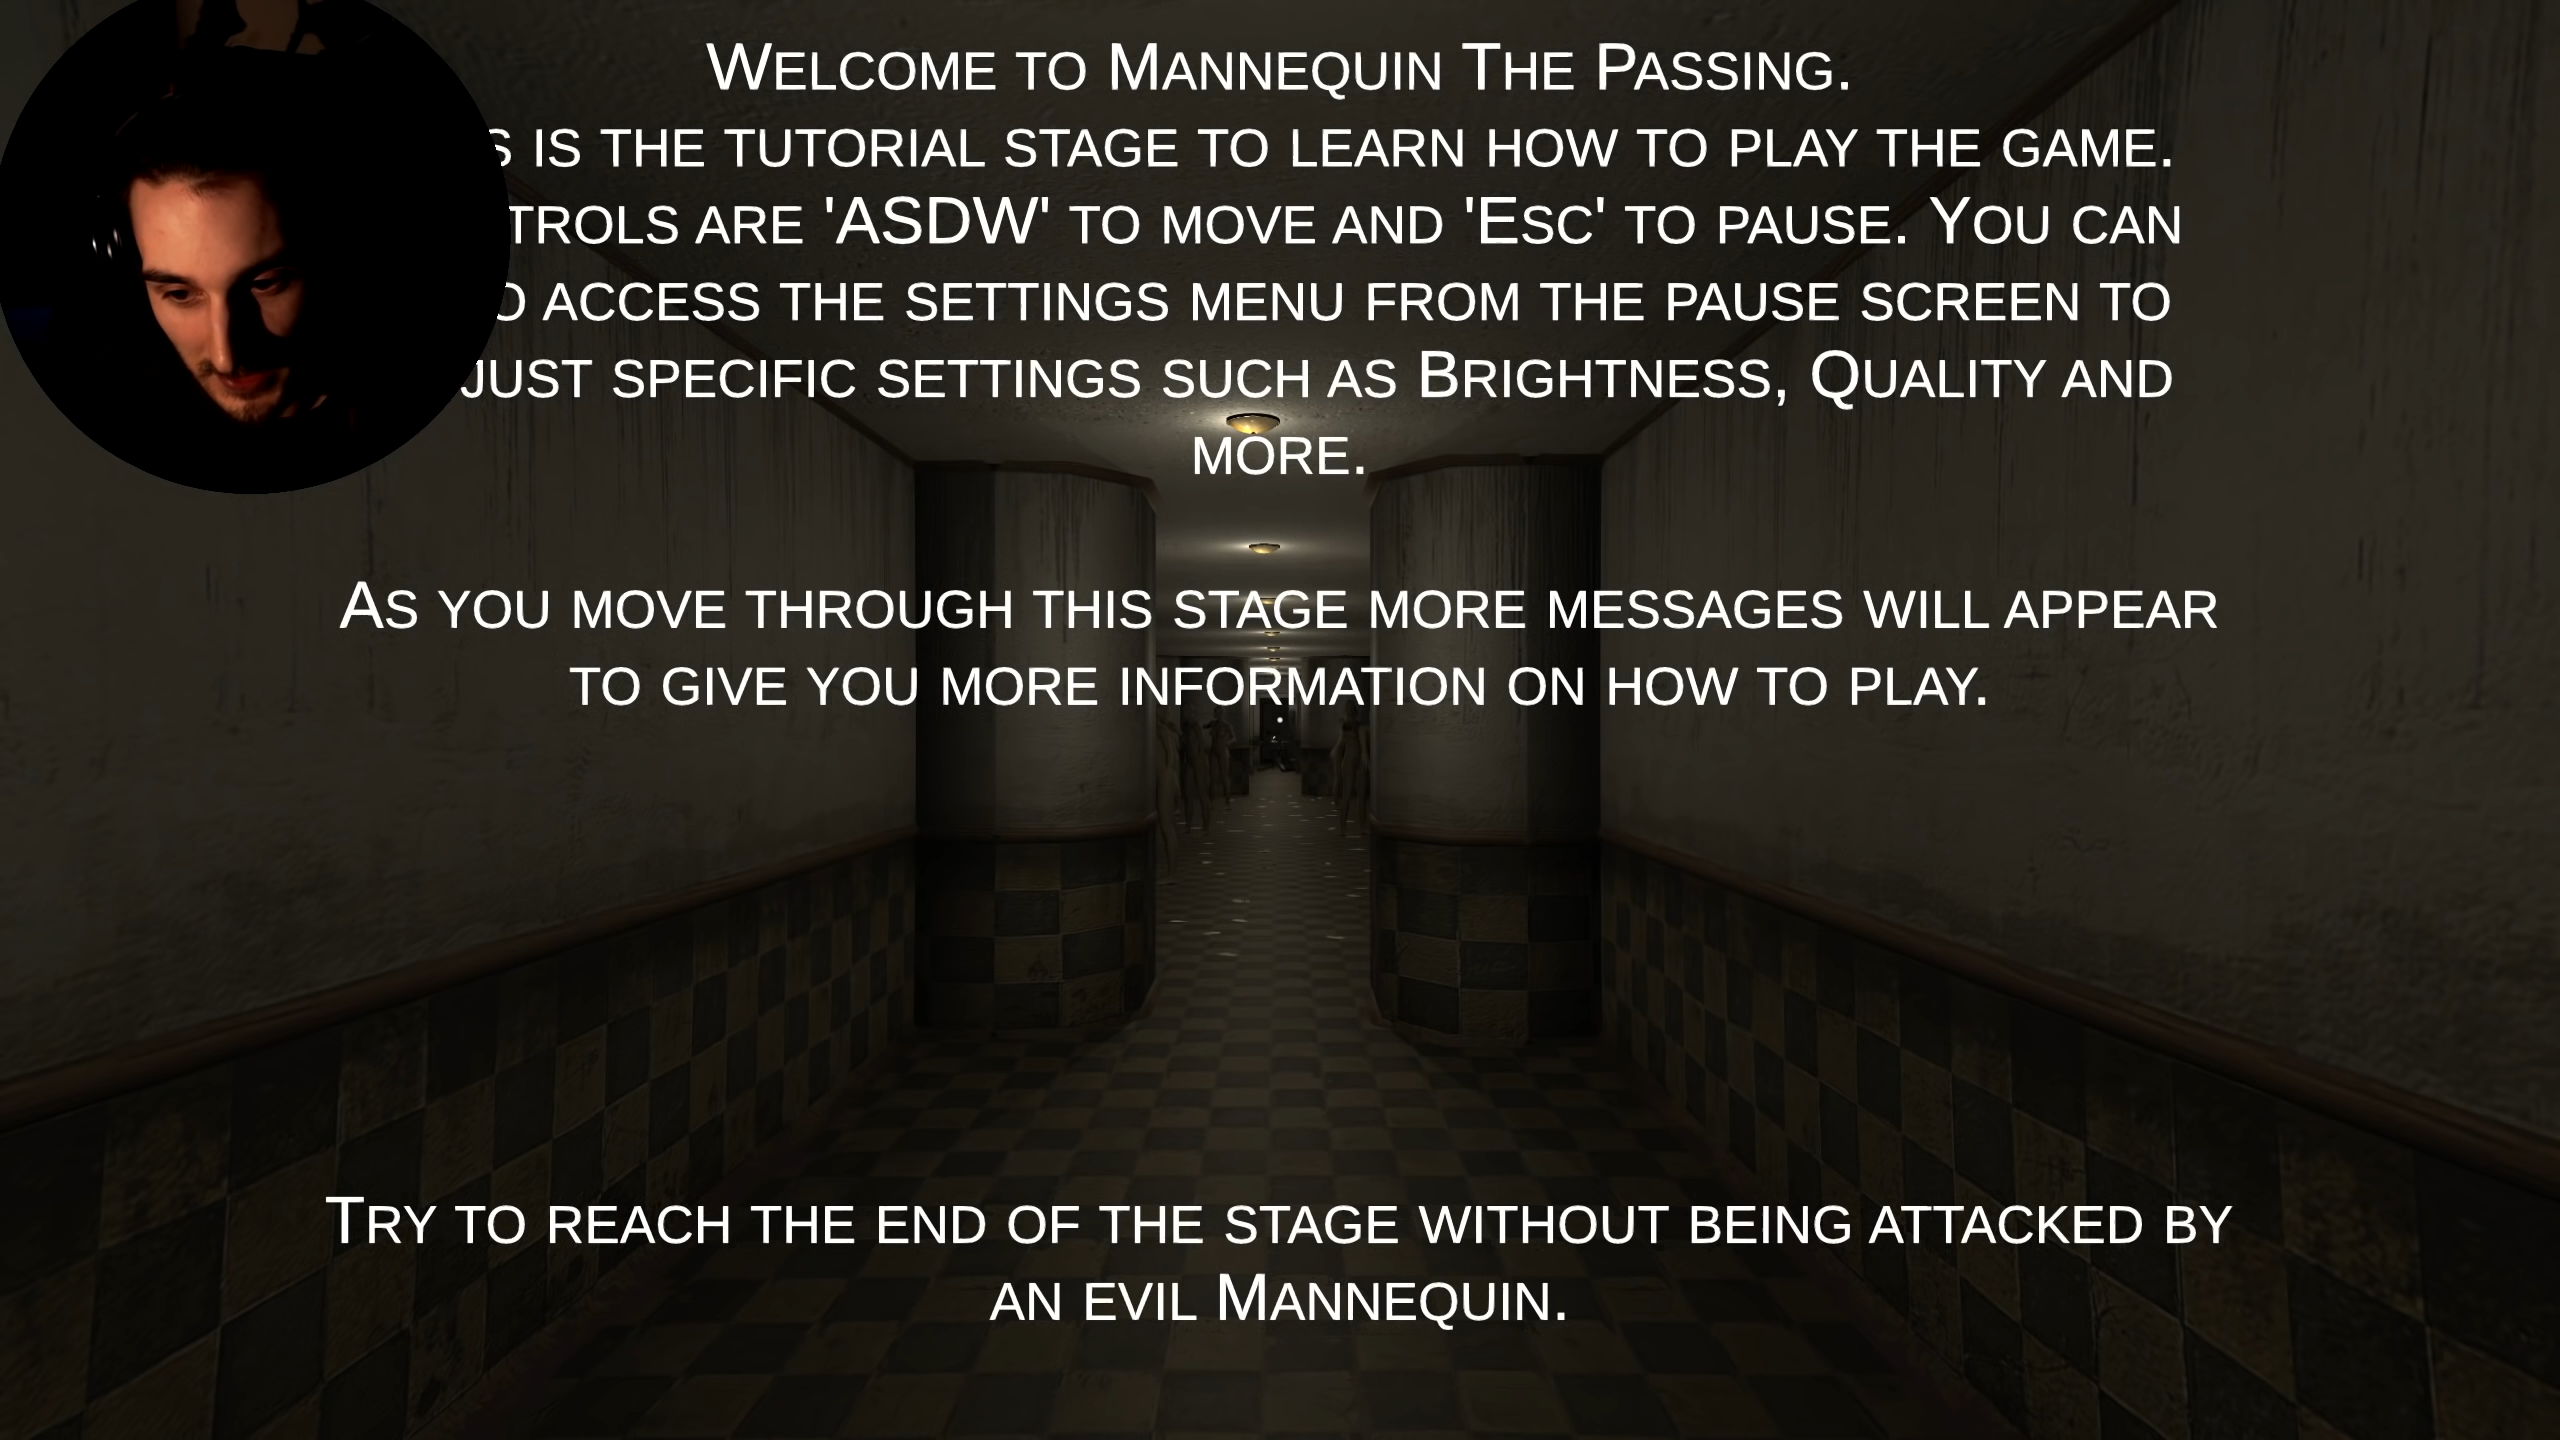 Welcome to Mannequin The Passing.
is the tutorial stage to learn how to play the game.
are 'ASDW' to move and 'Esc' to pause. You can
access the settings menu from the pause screen to
specific settings such as Brightness, Quality and
more.
As you move through this stage more messages will appear
to give you more information on how to play.
Try to reach the end of the stage without being attacked by
an evil Mannequin.